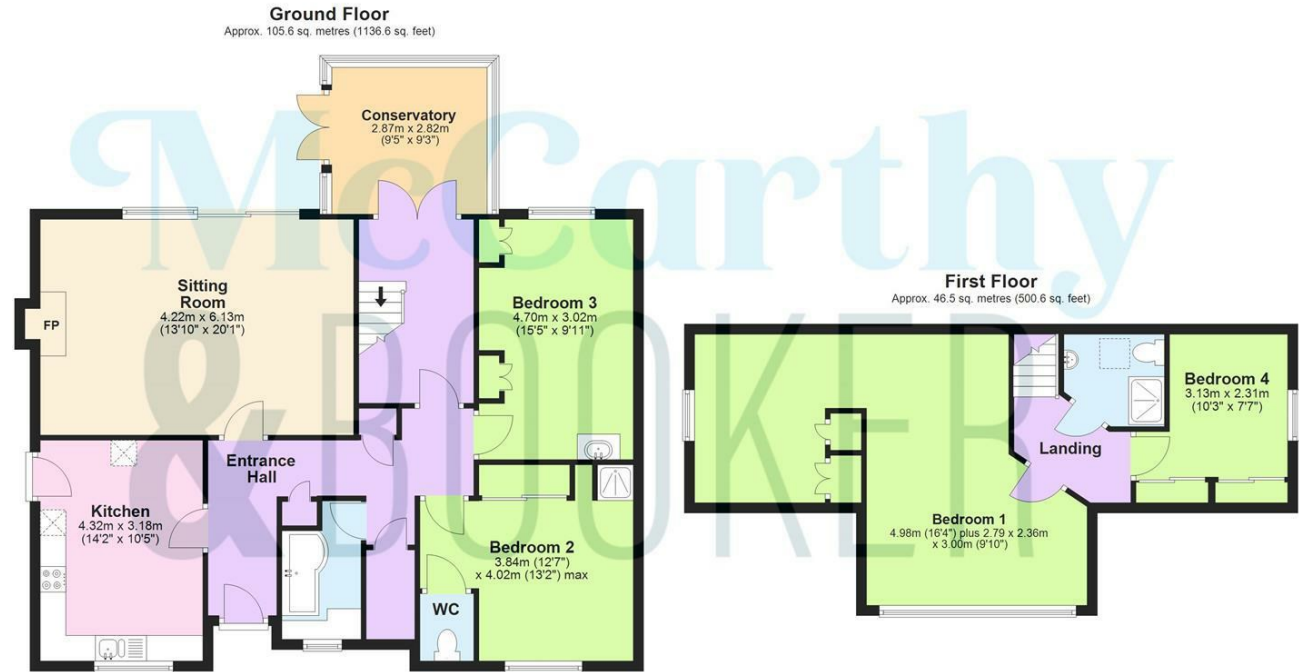 Ground Floor
Approx. 105.6 sq. metres (1136.6 sq. feet)
Conservatory
2.87m x 2.82m
(9'5" x 9'3")
McCarthy
& BOOKER
Sitting
Room
4.22m x 6.13m
(13'10" x 20'1")
FP
Bedroom 3
4.70m x 3.02m
(15'5" x 9'11")
Entrance
Hall
Kitchen
4.32m x 3.18m
(14'2" x 10'5")
Bedroom 2
3.84m (12'7")
x 4.02m (13'2") max
WC
First Floor
Approx. 46.5 sq. metres (500.6 sq. feet)
Bedroom 4
3.13m x 2.31m
(10'3" x 7'7")
Landing
Bedroom 1
4.98m (16'4") plus 2.79 x 2.36m
x 3.00m (9'10")